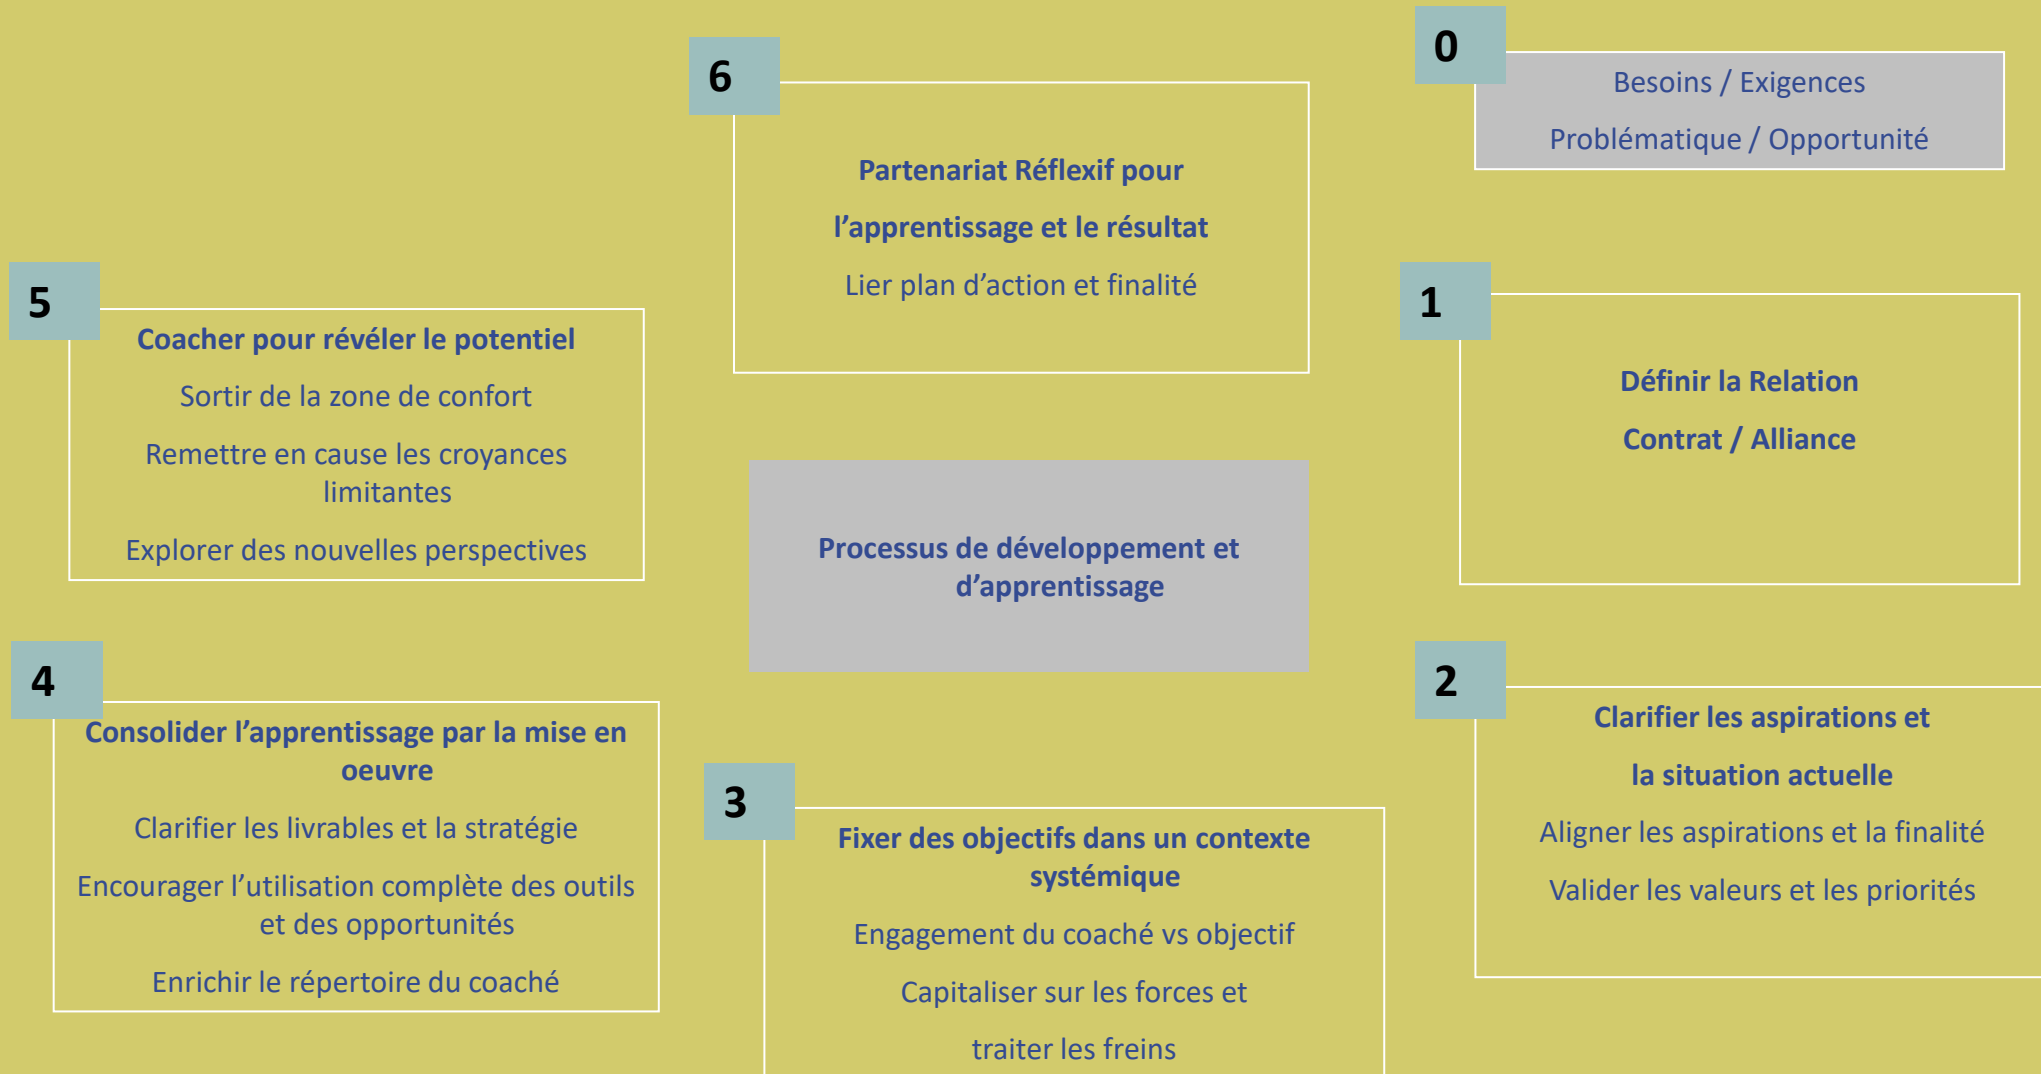 0
Besoins / Exigences
Problématique / Opportunité
1
Définir la Relation
Contrat / Alliance
2
Clarifier les aspirations et
la situation actuelle
Aligner les aspirations et la finalité
Valider les valeurs et les priorités
3
Fixer des objectifs dans un contexte
systémique
Engagement du coaché vs objectif
Capitaliser sur les forces et
traiter les freins
4
Consolider l’apprentissage par la mise en
oeuvre
Clarifier les livrables et la stratégie
Encourager l’utilisation complète des outils
et des opportunités
Enrichir le répertoire du coaché
5
Coacher pour révéler le potentiel
Sortir de la zone de confort
Remettre en cause les croyances
limitantes
Explorer des nouvelles perspectives
6
Partenariat Réflexif pour
l’apprentissage et le résultat
Lier plan d’action et finalité
Processus de développement et
d’apprentissage